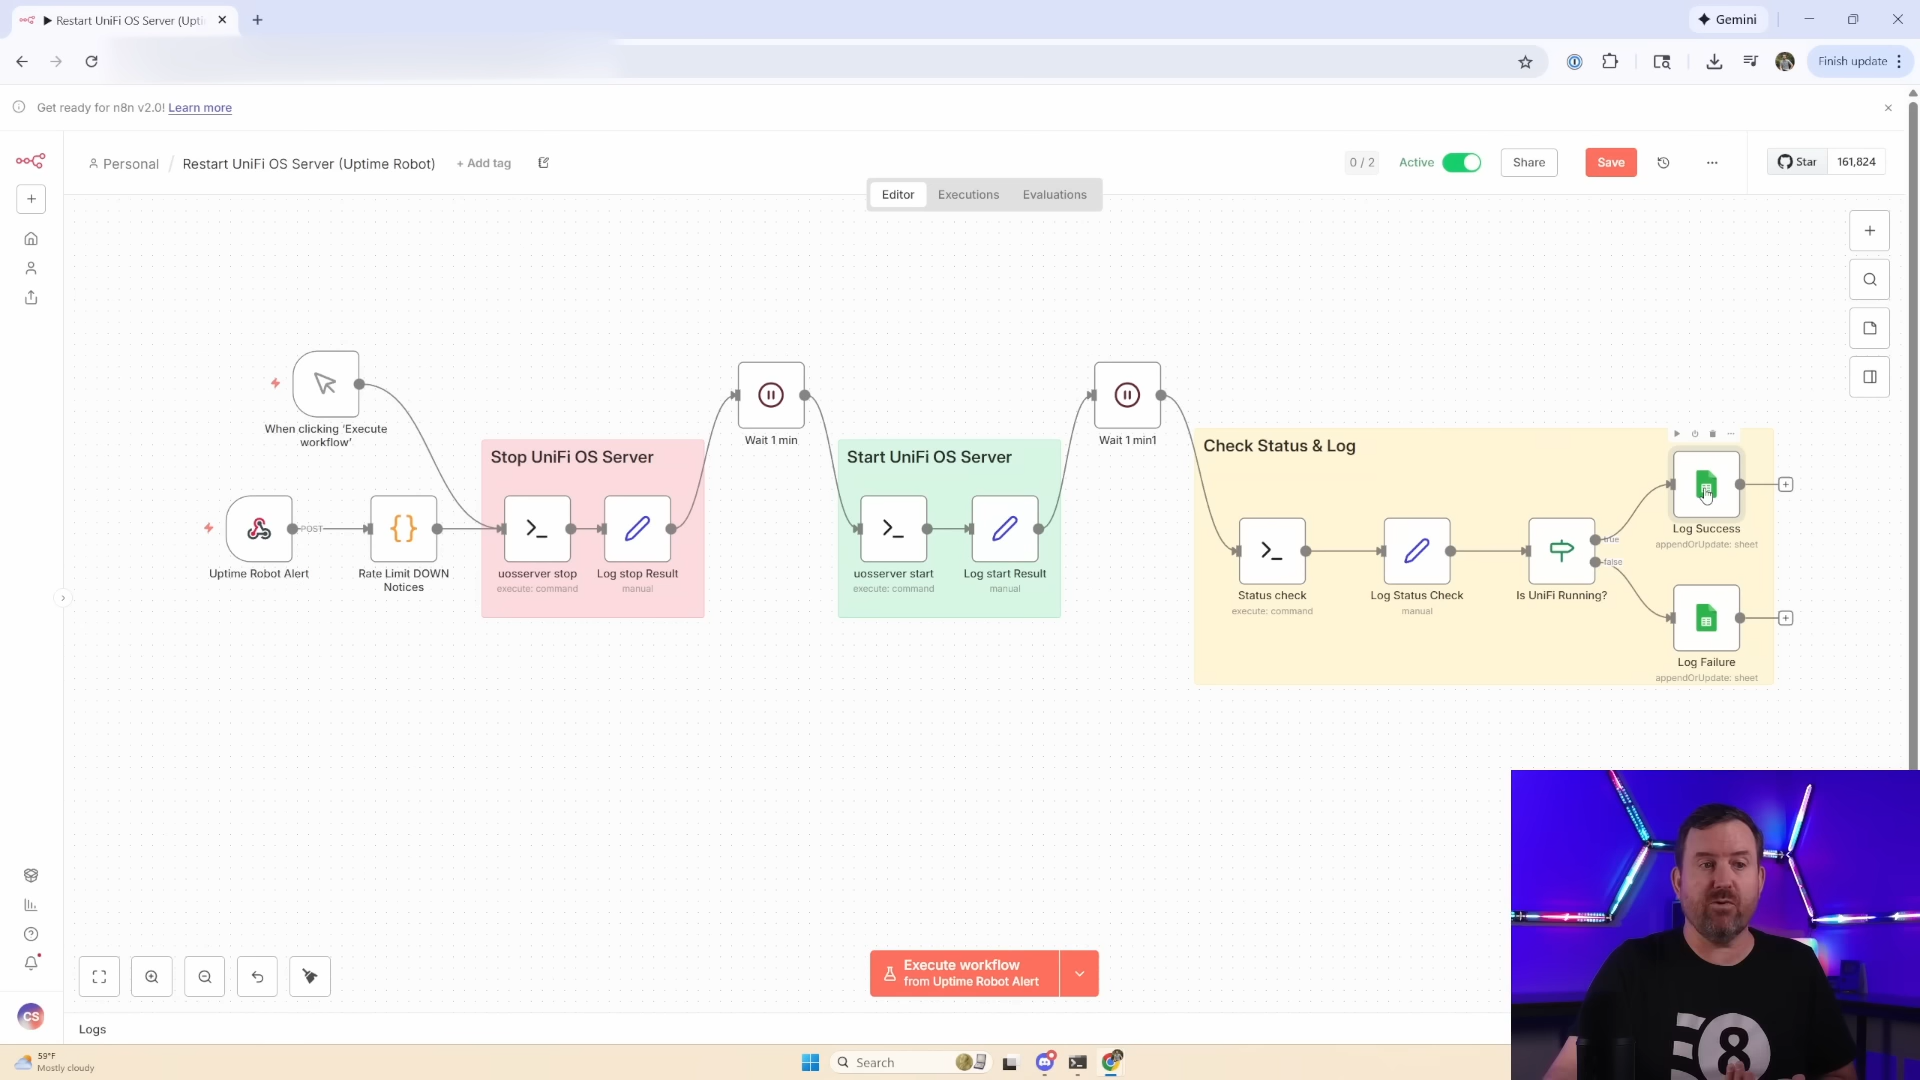 Restart UniFi OS Server (Upti
Gemini
Finish update
Get ready for n8n v2.0! Learn more
Personal / Restart UniFi OS Server (Uptime Robot) + Add tag
0 / 2
Active
Share
Save
Star 161,824
Editor Executions Evaluations
When clicking ‘Execute
workflow’
Wait 1 min
Wait 1 min1
Stop UniFi OS Server
Start UniFi OS Server
Check Status & Log
POST
Uptime Robot Alert
Rate Limit DOWN
Notices
uosserver stop
execute: command
Log stop Result
manual
uosserver start
execute: command
Log start Result
manual
Status check
execute: command
Log Status Check
manual
Is UniFi Running?
true
false
Log Success
appendOrUpdate: sheet
Log Failure
appendOrUpdate: sheet
Execute workflow
from Uptime Robot Alert
CS
Logs
59°F
Mostly cloudy
Search
8